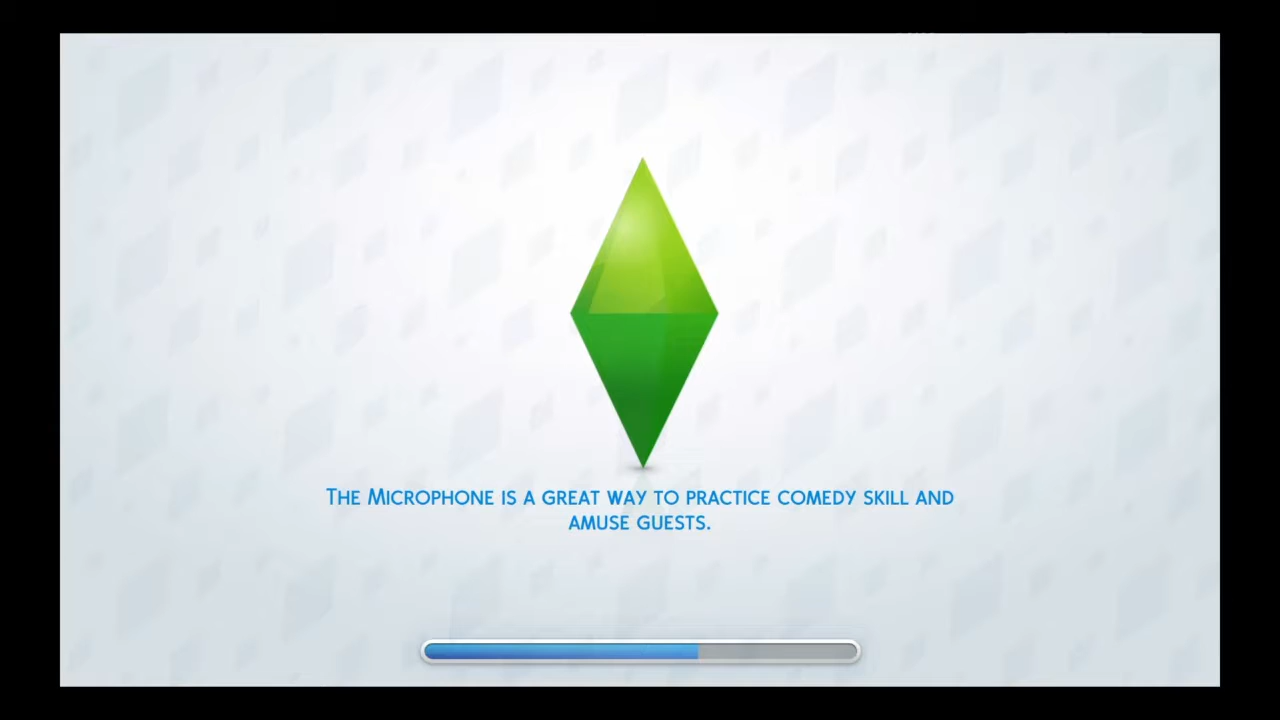 The Microphone is a great way to practice comedy skill and
amuse guests.